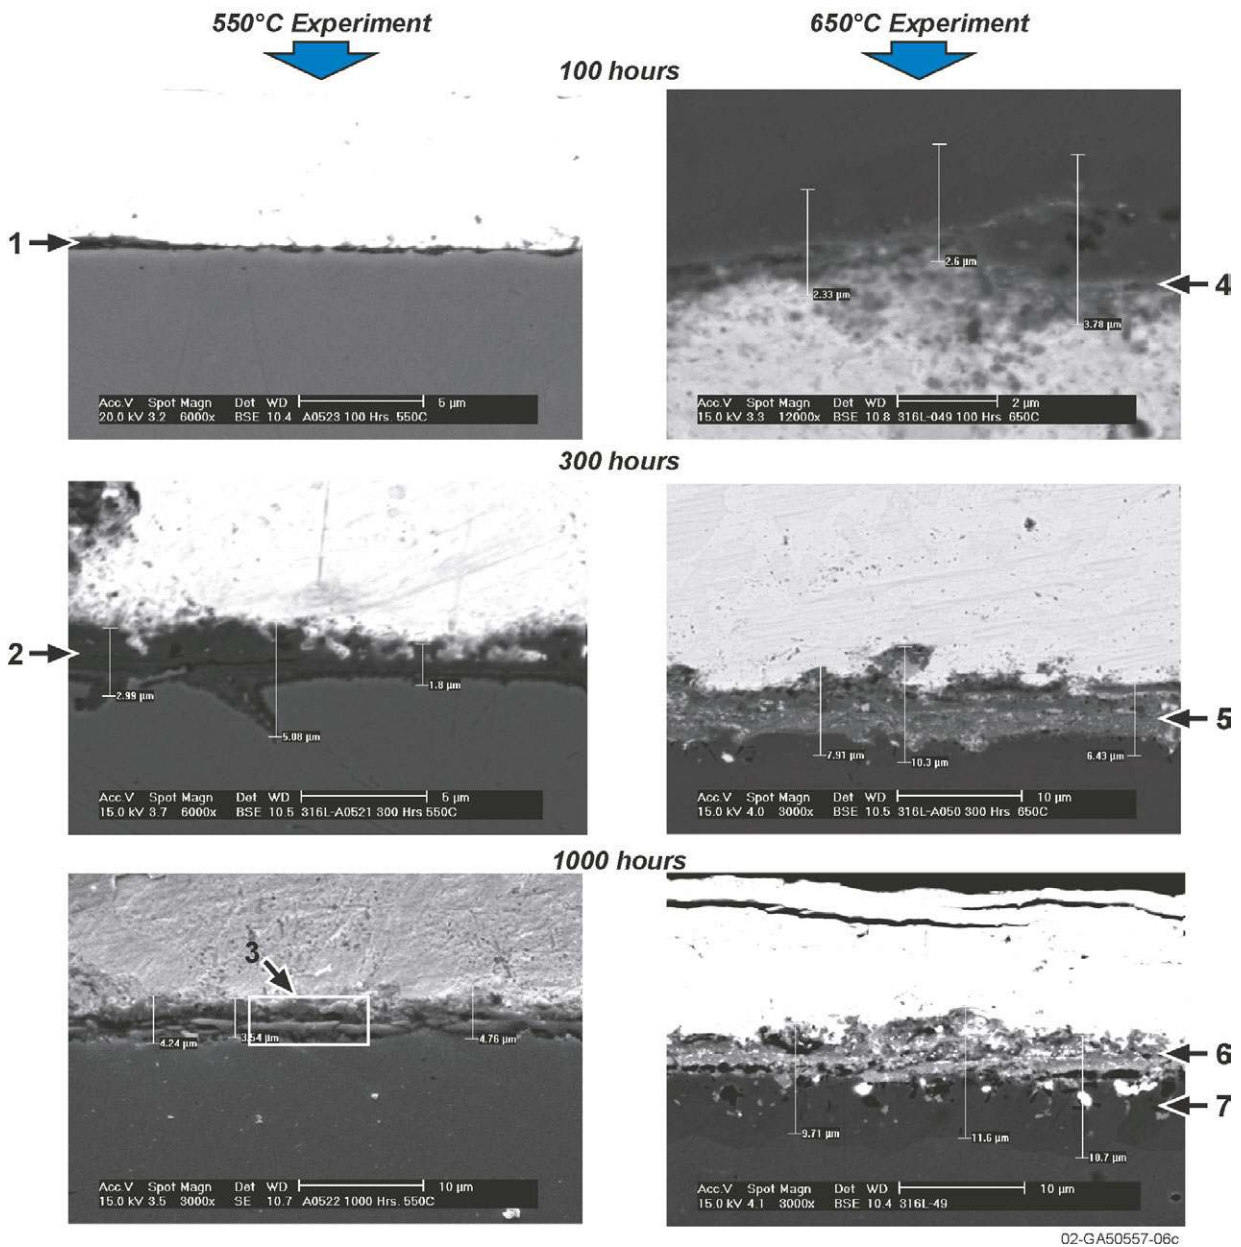 550°C Experiment
650°C Experiment
100 hours
1
Acc.V Spot Magn Det WD 5 µm
20.0 kV 3.2 6000x BSE 10.4 A0523 100 Hrs. 550C
2.33 µm
2.6 µm
3.78 µm
4
Acc.V Spot Magn Det WD 2 µm
15.0 kV 3.3 12000x BSE 10.8 316L-049 100 Hrs. 650C
300 hours
2
2.99 µm
5.08 µm
1.8 µm
Acc.V Spot Magn Det WD 5 µm
15.0 kV 3.7 6000x BSE 10.5 316L-A0521 300 Hrs 550C
5
7.91 µm
10.3 µm
6.43 µm
Acc.V Spot Magn Det WD 10 µm
15.0 kV 4.0 3000x BSE 10.5 316L-A050 300 Hrs 650C
1000 hours
3
4.24 µm
3.54 µm
4.76 µm
Acc.V Spot Magn Det WD 10 µm
15.0 kV 3.5 3000x SE 10.7 A0522 1000 Hrs. 550C
6
7
9.71 µm
11.6 µm
10.7 µm
Acc.V Spot Magn Det WD 10 µm
15.0 kV 4.1 3000x BSE 10.4 316L-49
02-GA50557-06c